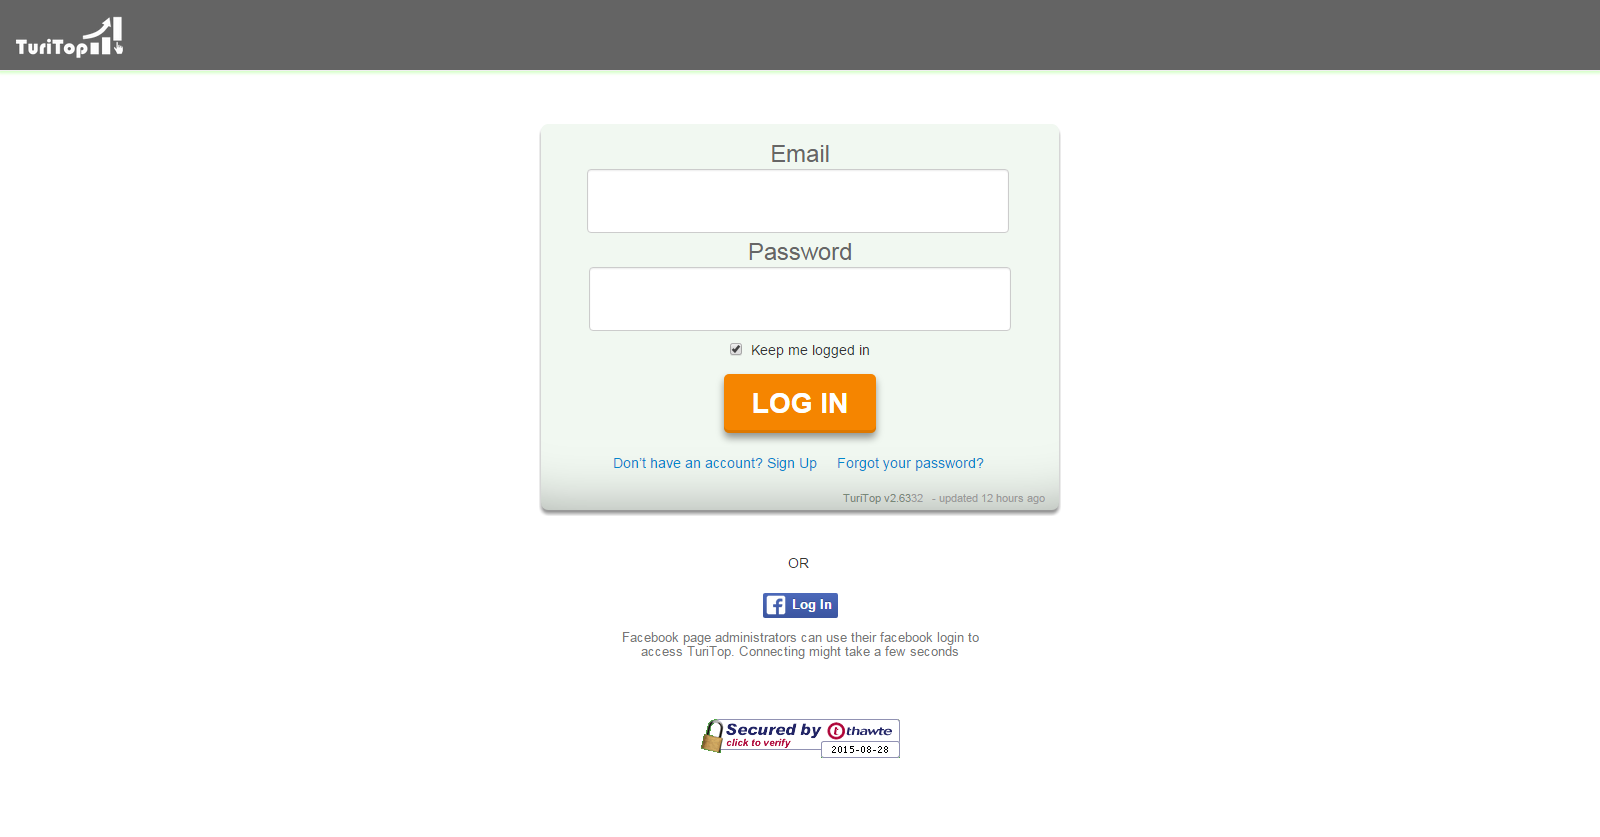 TuriTop
Email
Password
Keep me logged in
LOG IN
Don't have an account? Sign Up Forgot your password?
TuriTop v2.6332 - updated 12 hours ago
OR
f Log In
Facebook page administrators can use their facebook login to
access TuriTop. Connecting might take a few seconds
Secured by thawte
click to verify
2015-08-28